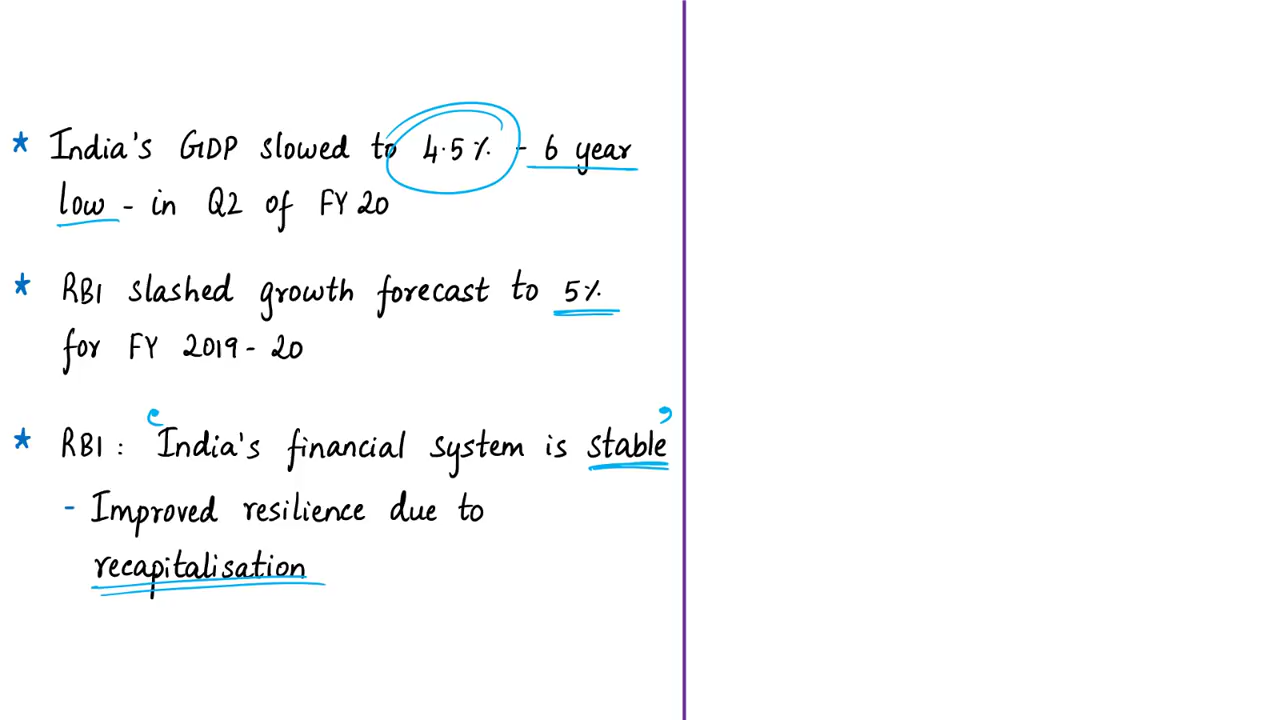 * India's GDP slowed to 4.5% - 6 year
low - in Q2 of FY 20
* RBI slashed growth forecast to 5%
for FY 2019 - 20
* RBI : 'India's financial system is stable'
- Improved resilience due to
recapitalisation